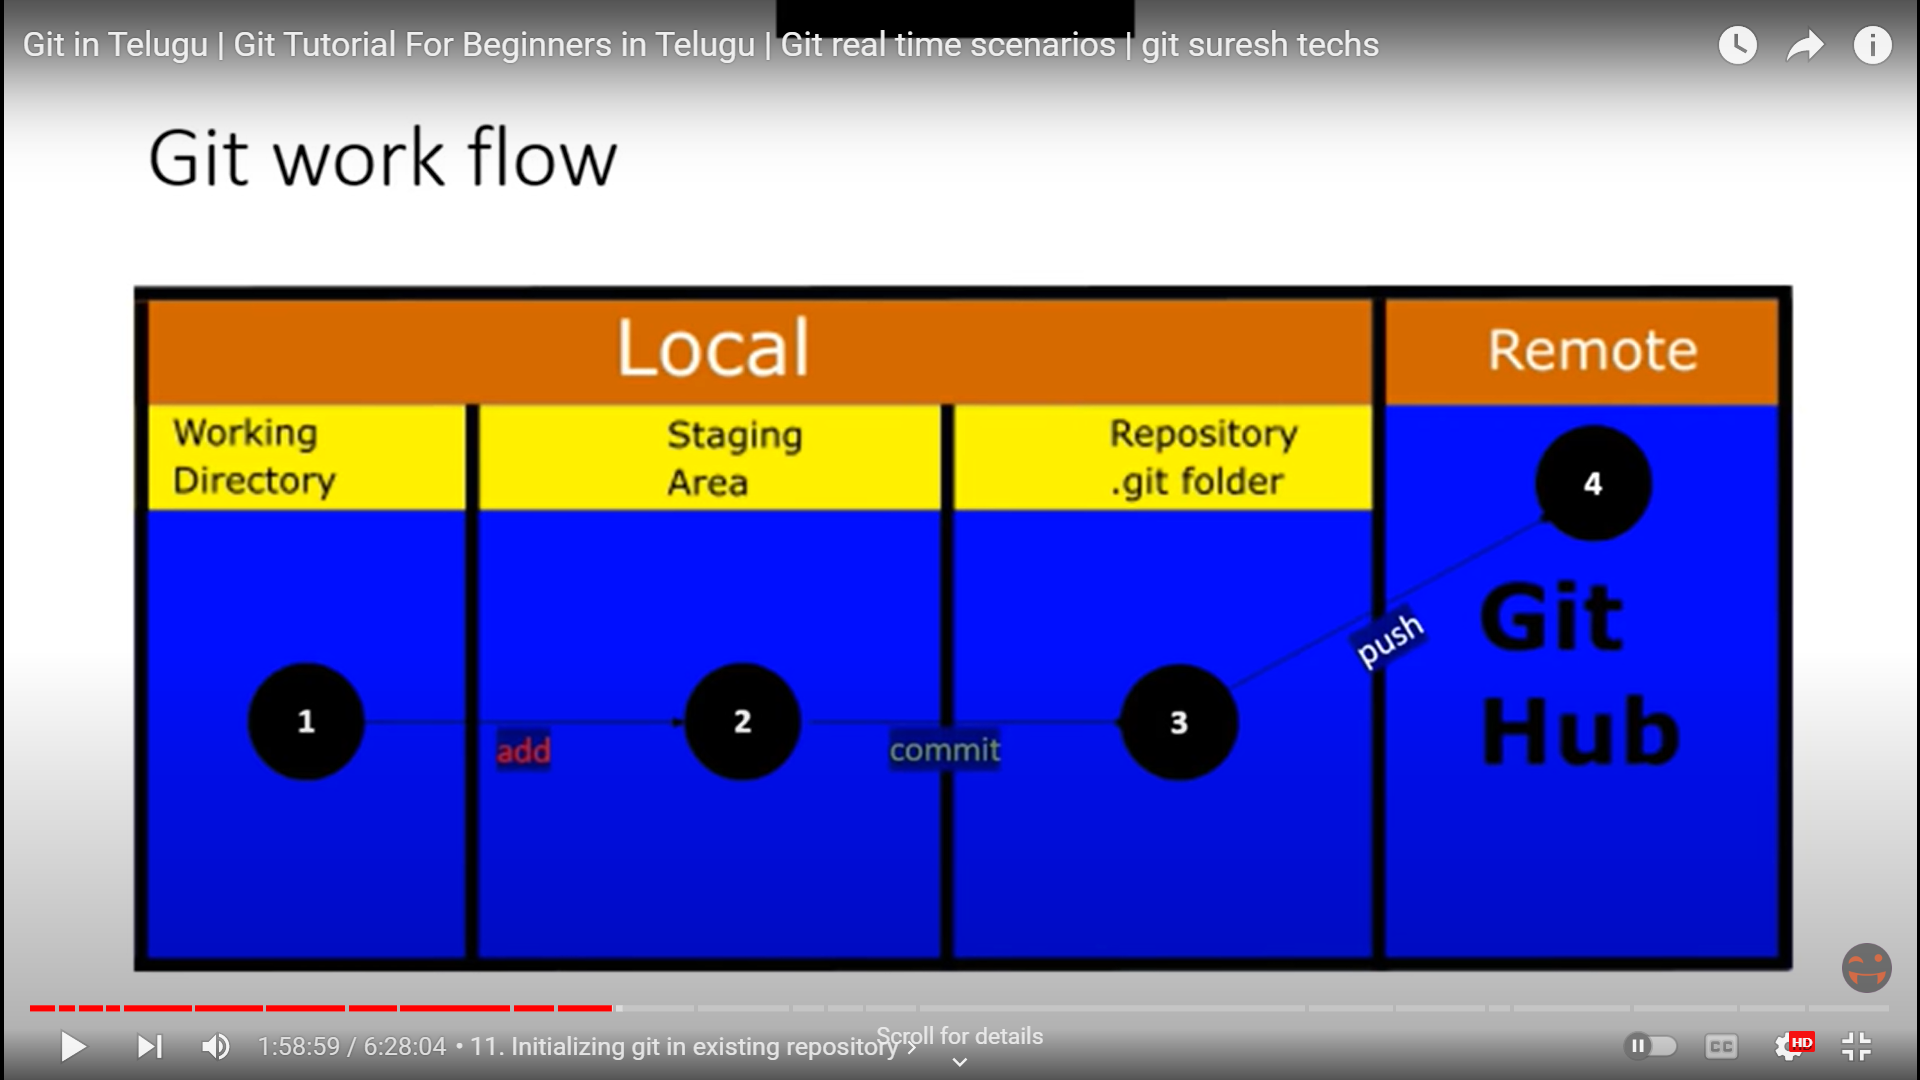 Git in Telugu | Git Tutorial For Beginners in Telugu | Git real time scenarios | git suresh techs
Git work flow
Local
Remote
Working
Directory
Staging
Area
Repository
.git folder
4
push
Git
Hub
1
2
3
add
commit
Scroll for details
1:58:59 / 6:28:04 • 11. Initializing git in existing repository
CC
HD